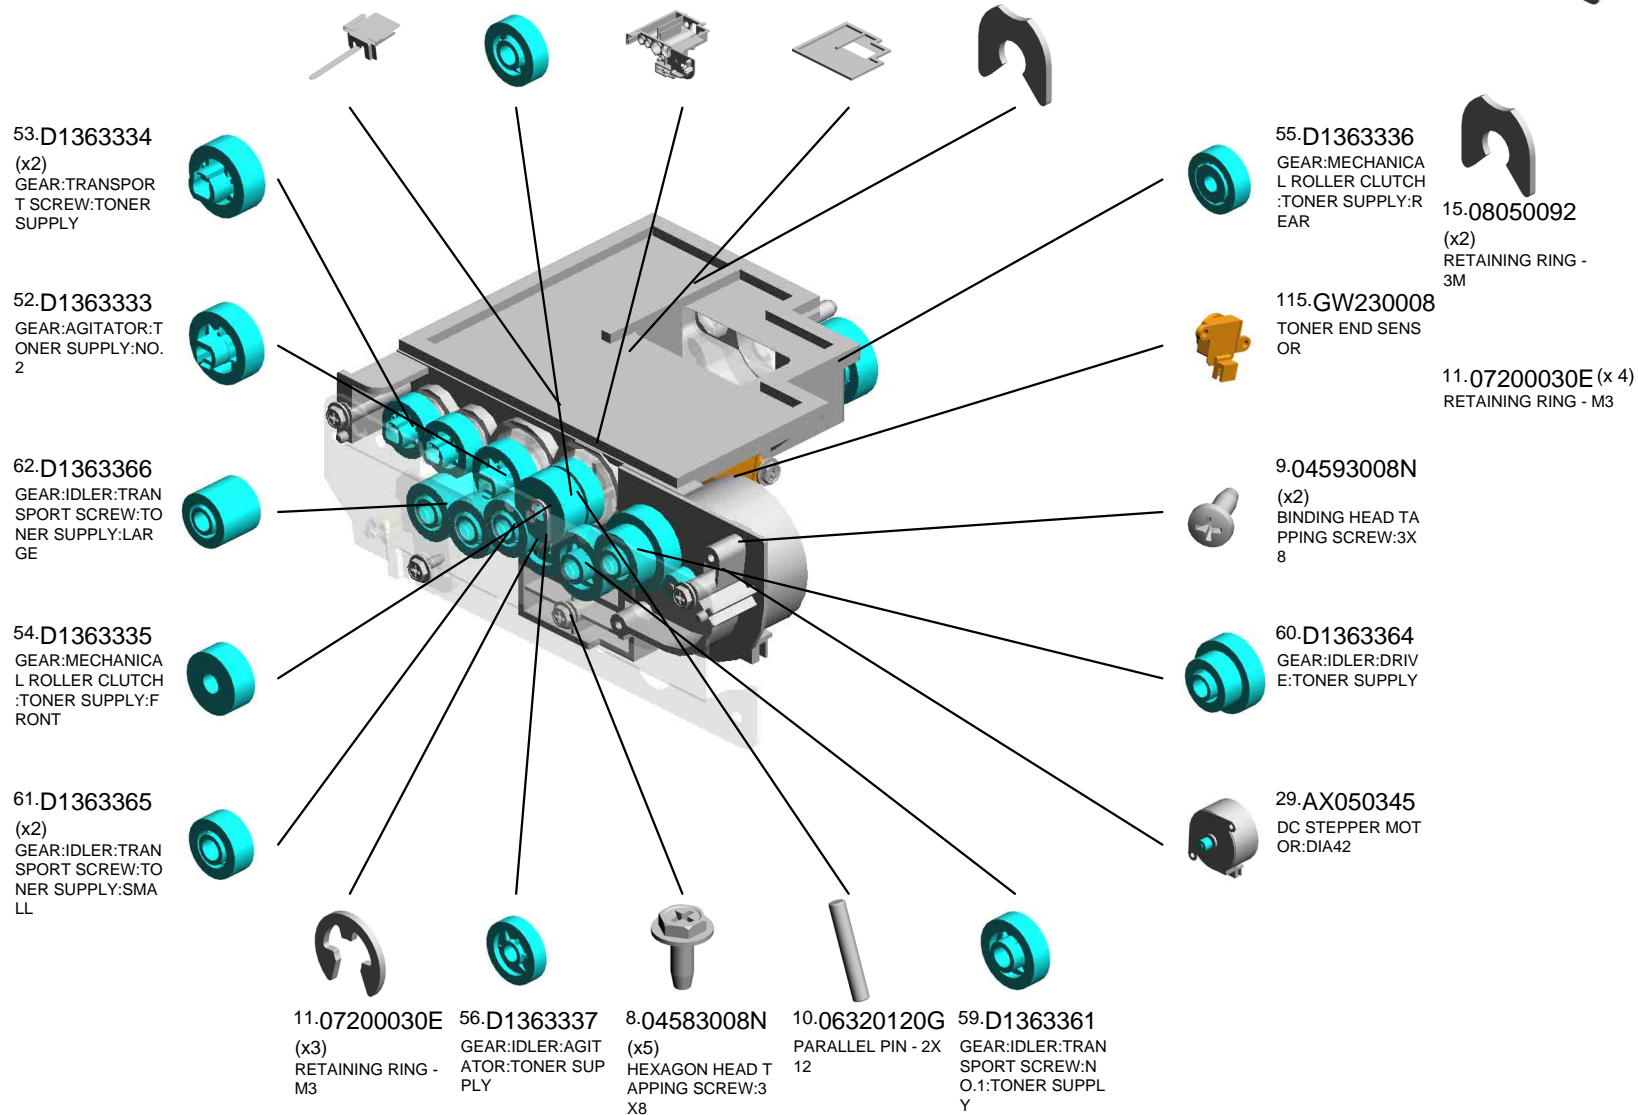 53.D1363334
(x2)
GEAR:TRANSPOR
T SCREW:TONER
SUPPLY
52.D1363333
GEAR:AGITATOR:T
ONER SUPPLY:NO.
2
62.D1363366
GEAR:IDLER:TRAN
SPORT SCREW:TO
NER SUPPLY:LAR
GE
54.D1363335
GEAR:MECHANICA
L ROLLER CLUTCH
:TONER SUPPLY:F
RONT
61.D1363365
(x2)
GEAR:IDLER:TRAN
SPORT SCREW:TO
NER SUPPLY:SMA
LL
11.07200030E
(x3)
RETAINING RING -
M3
56.D1363337
GEAR:IDLER:AGIT
ATOR:TONER SUP
PLY
8.04583008N
(x5)
HEXAGON HEAD T
APPING SCREW:3
X8
10.06320120G
PARALLEL PIN - 2X
12
59.D1363361
GEAR:IDLER:TRAN
SPORT SCREW:N
O.1:TONER SUPPL
Y
55.D1363336
GEAR:MECHANICA
L ROLLER CLUTCH
:TONER SUPPLY:R
EAR
115.GW230008
TONER END SENS
OR
9.04593008N
(x2)
BINDING HEAD TA
PPING SCREW:3X
8
60.D1363364
GEAR:IDLER:DRIV
E:TONER SUPPLY
29.AX050345
DC STEPPER MOT
OR:DIA42
15.08050092
(x2)
RETAINING RING -
3M
11.07200030E (x 4)
RETAINING RING - M3